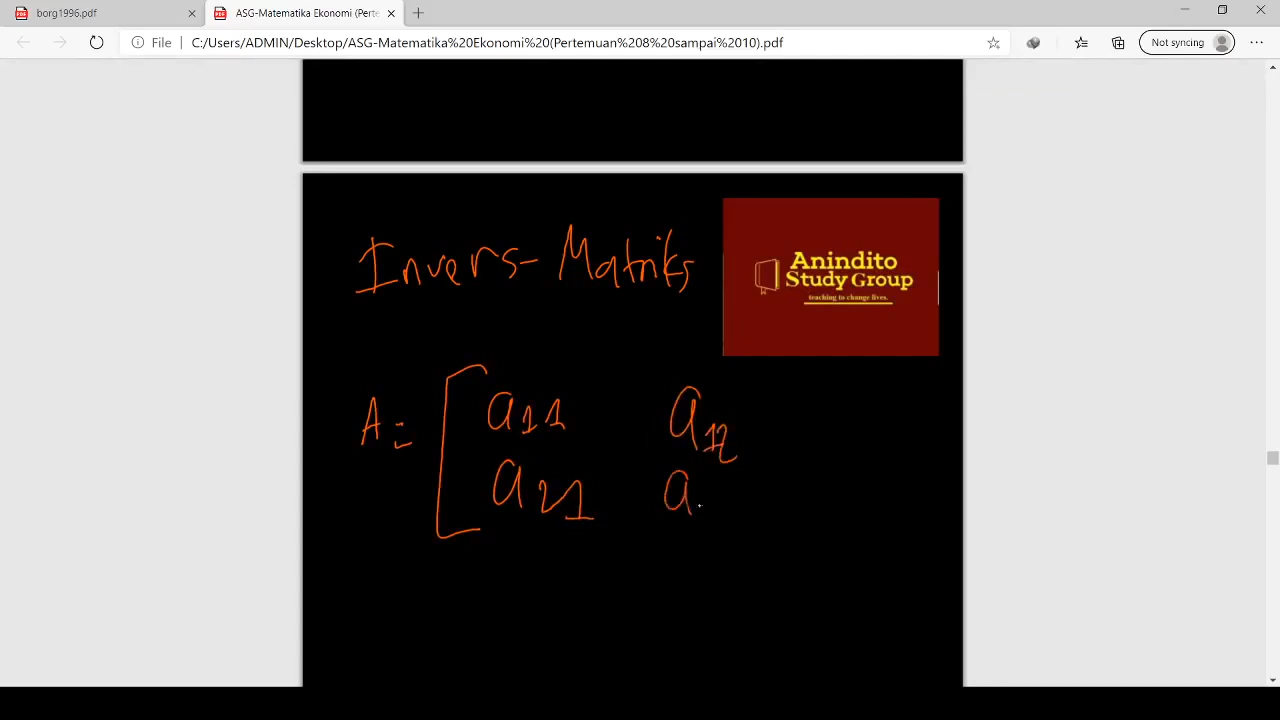 borg1996.pdf
ASG-Matematika Ekonomi (Perte
File
C:/Users/ADMIN/Desktop/ASG-Matematika%20Ekonomi%20(Pertemuan%208%20sampai%2010).pdf
Not syncing
Invers-Matriks
Anindito
Study Group
teaching to change lives.
A = [ a11 a12
a21 a